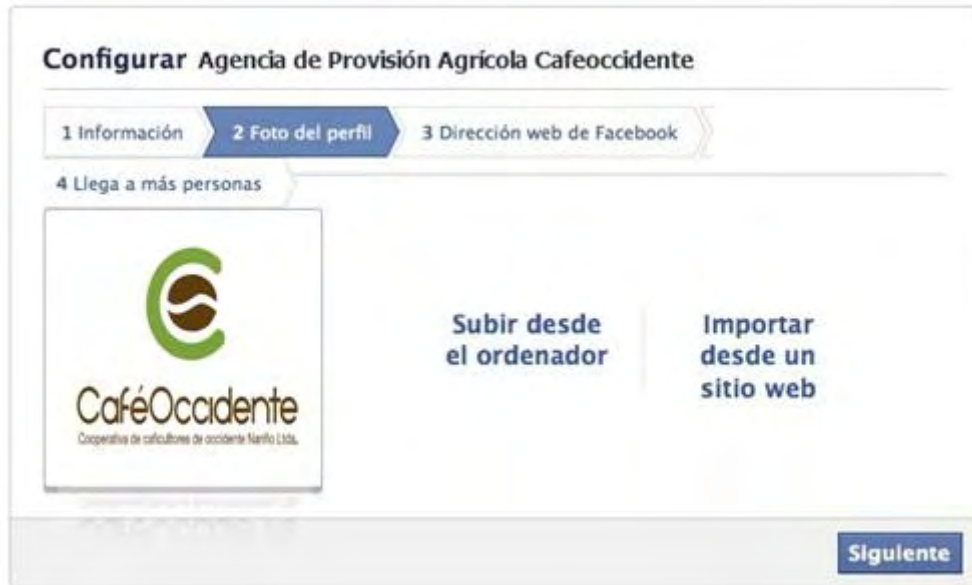 Configurar Agencia de Provisión Agrícola Cafeoccidente
1 Información
2 Foto del perfil
3 Dirección web de Facebook
4 Llega a más personas
CaféOccidente
Cooperativa de caficultores de occidente Nariño Ltda.
Subir desde
el ordenador
Importar
desde un
sitio web
Siguiente